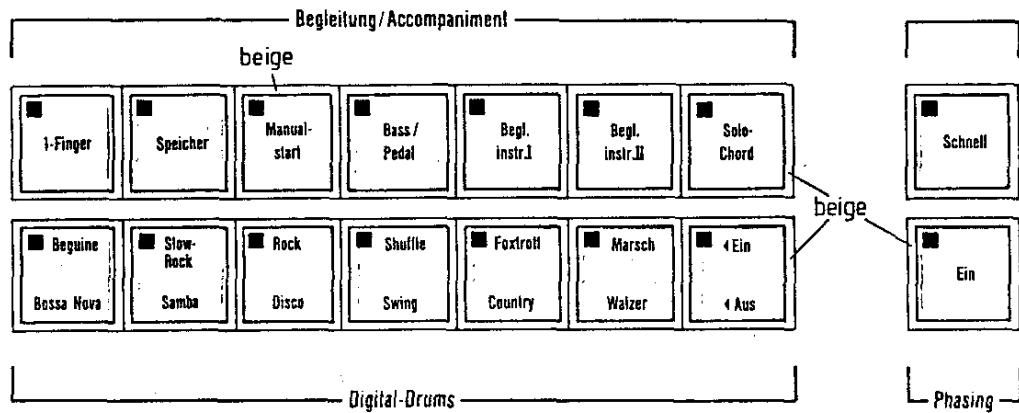 Begleitung/Accompaniment
beige
1-Finger
Speicher
Manual-
start
Bass/
Pedal
Begl.
instr.I
Begl.
instr.II
Solo-
Chord
Schnell
beige
Beguine
Bossa Nova
Slow-
Rock
Samba
Rock
Disco
Shuffle
Swing
Foxtrott
Country
Marsch
Walzer
Ein
Aus
Ein
Digital-Drums
Phasing